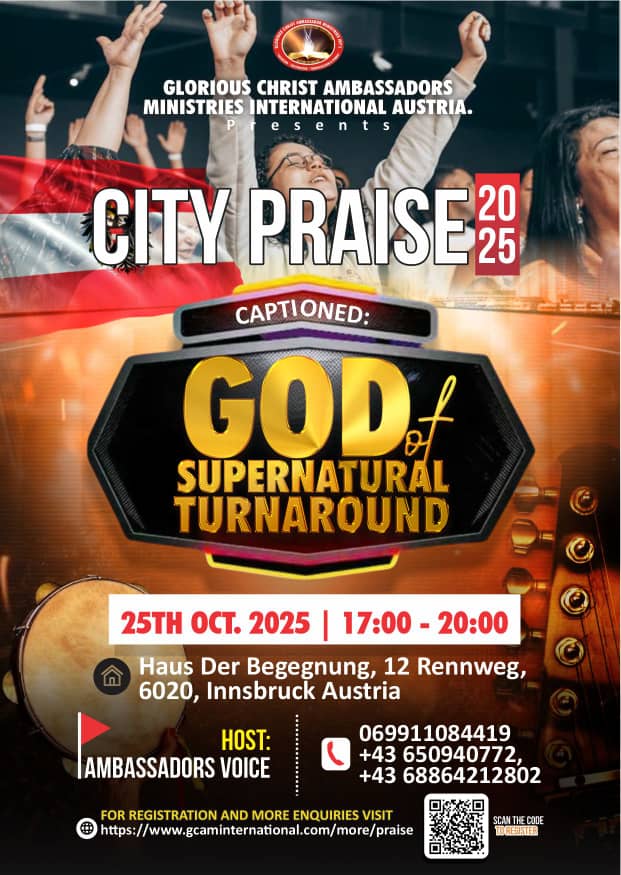 GLORIOUS CHRIST AMBASSADORS
MINISTRIES INTERNATIONAL AUSTRIA.
Presents
CITY PRAISE 2025
CAPTIONED:
GOD of
SUPERNATURAL
TURNAROUND
25TH OCT. 2025 | 17:00 - 20:00
Haus Der Begegnung, 12 Rennweg,
6020, Innsbruck Austria
HOST:
AMBASSADORS VOICE
069911084419
+43 650940772,
+43 68864212802
FOR REGISTRATION AND MORE ENQUIRIES VISIT
https://www.gcaminternational.com/more/praise
SCAN THE CODE
TO REGISTER